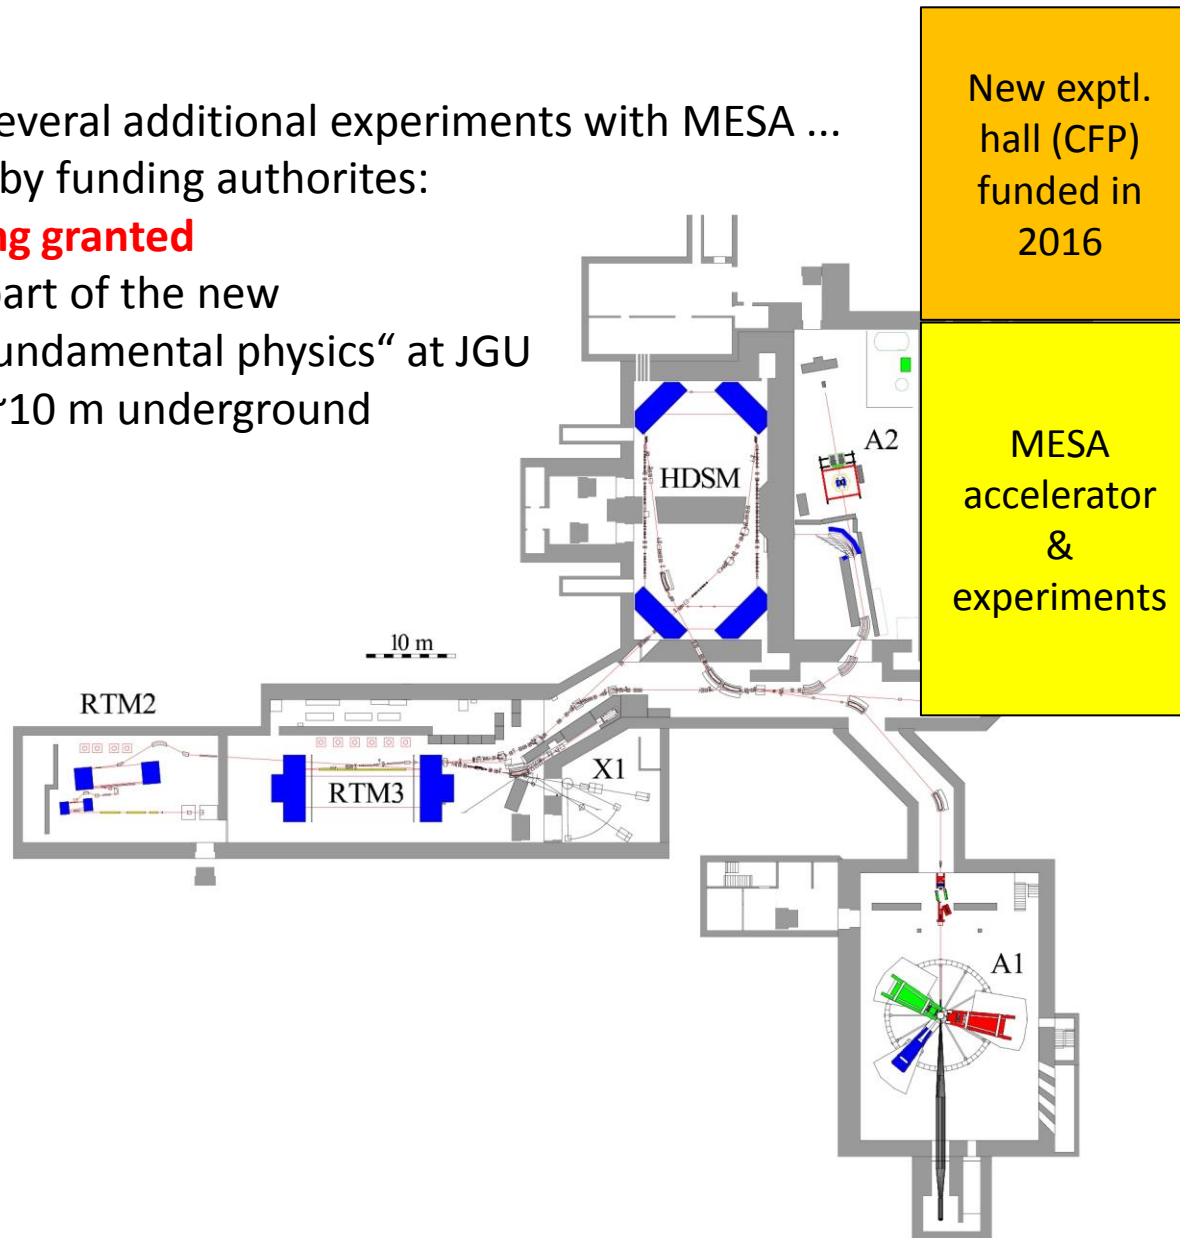 everal additional experiments with MESA ...
by funding authorites:
ng granted
part of the new
undamental physics“ at JGU
~10 m underground
New exptl.
hall (CFP)
funded in
2016
MESA
accelerator
&
experiments
A2
HDSM
10 m
RTM2
RTM3
X1
A1